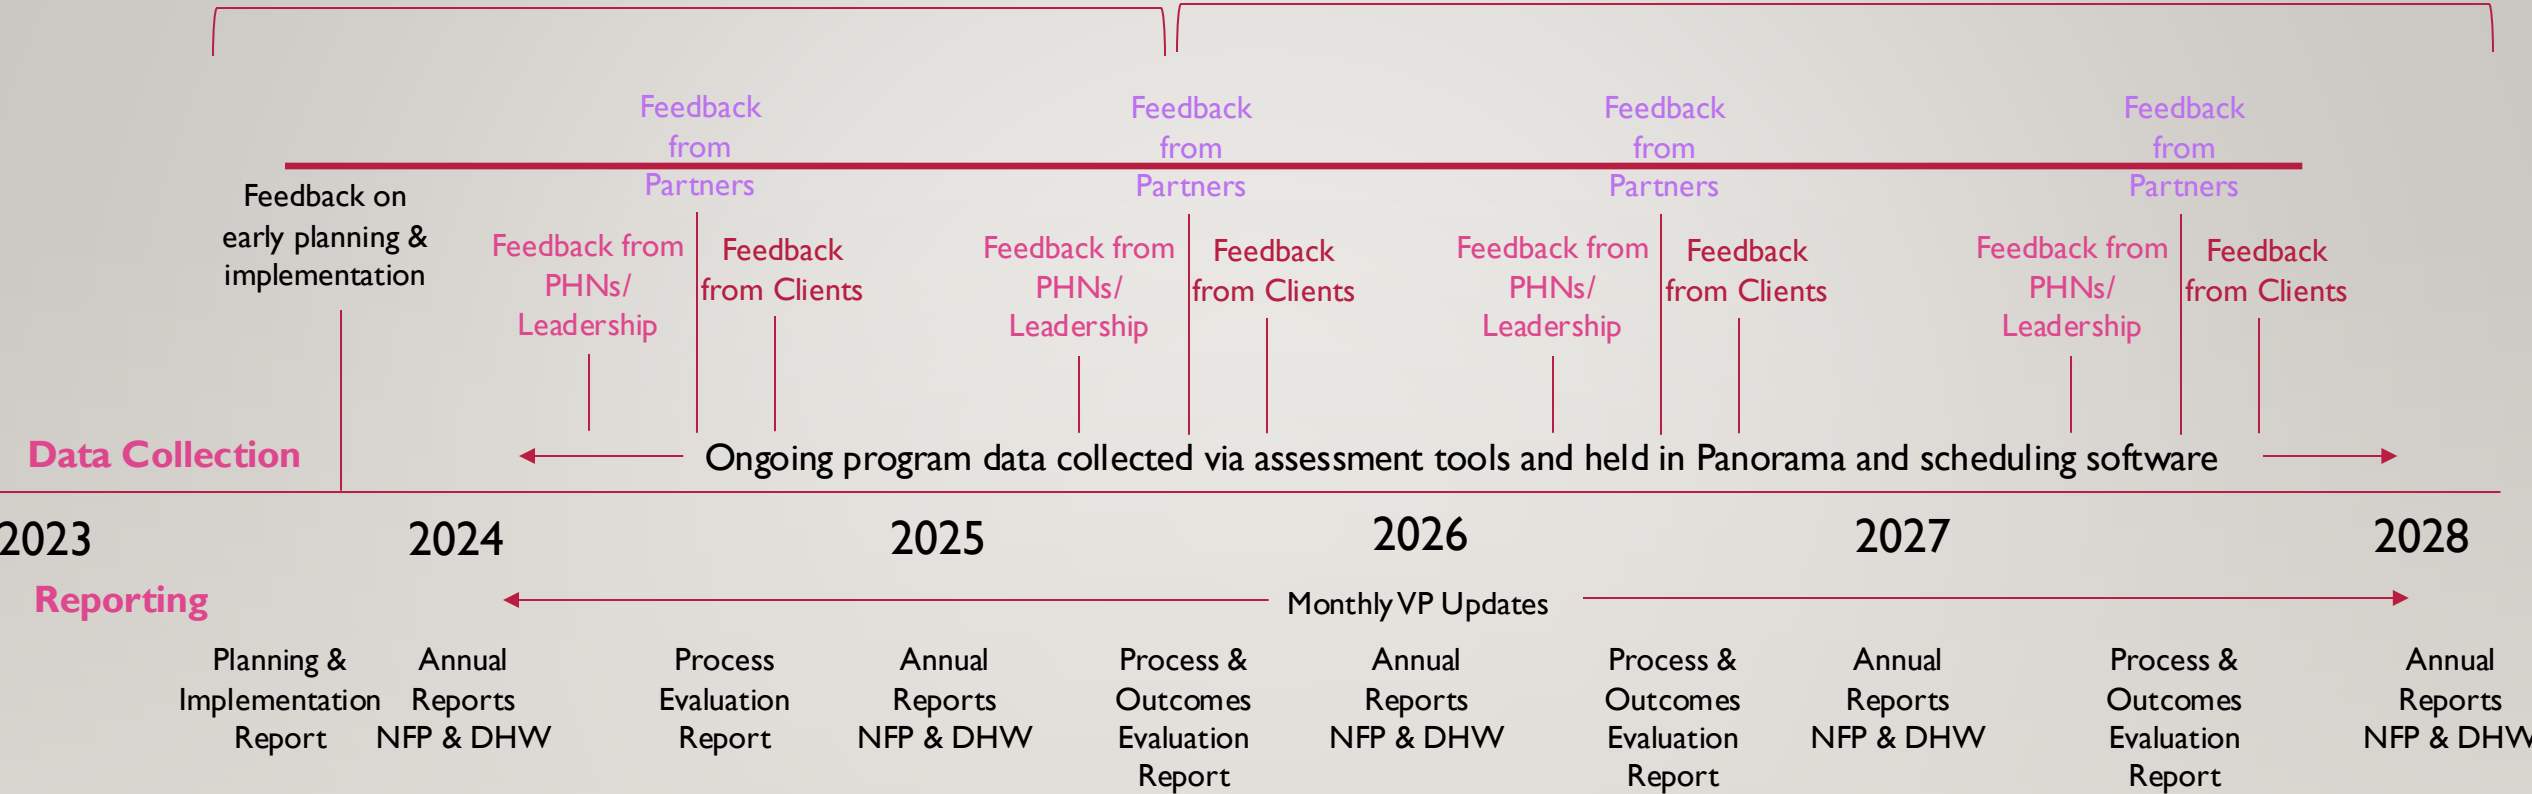 Feedback
from
Partners
Feedback
from
Partners
Feedback
from
Partners
Feedback
from
Partners
Feedback on
early planning &
implementation
Feedback from
PHNs/
Leadership
Feedback
from Clients
Feedback from
PHNs/
Leadership
Feedback
from Clients
Feedback from
PHNs/
Leadership
Feedback
from Clients
Feedback from
PHNs/
Leadership
Feedback
from Clients
Data Collection
Ongoing program data collected via assessment tools and held in Panorama and scheduling software
2023 2024 2025 2026 2027 2028
Reporting
Monthly VP Updates
Planning &
Implementation
Report
Annual
Reports
NFP & DHW
Process
Evaluation
Report
Annual
Reports
NFP & DHW
Process &
Outcomes
Evaluation
Report
Annual
Reports
NFP & DHW
Process &
Outcomes
Evaluation
Report
Annual
Reports
NFP & DHW
Process &
Outcomes
Evaluation
Report
Annual
Reports
NFP & DHW